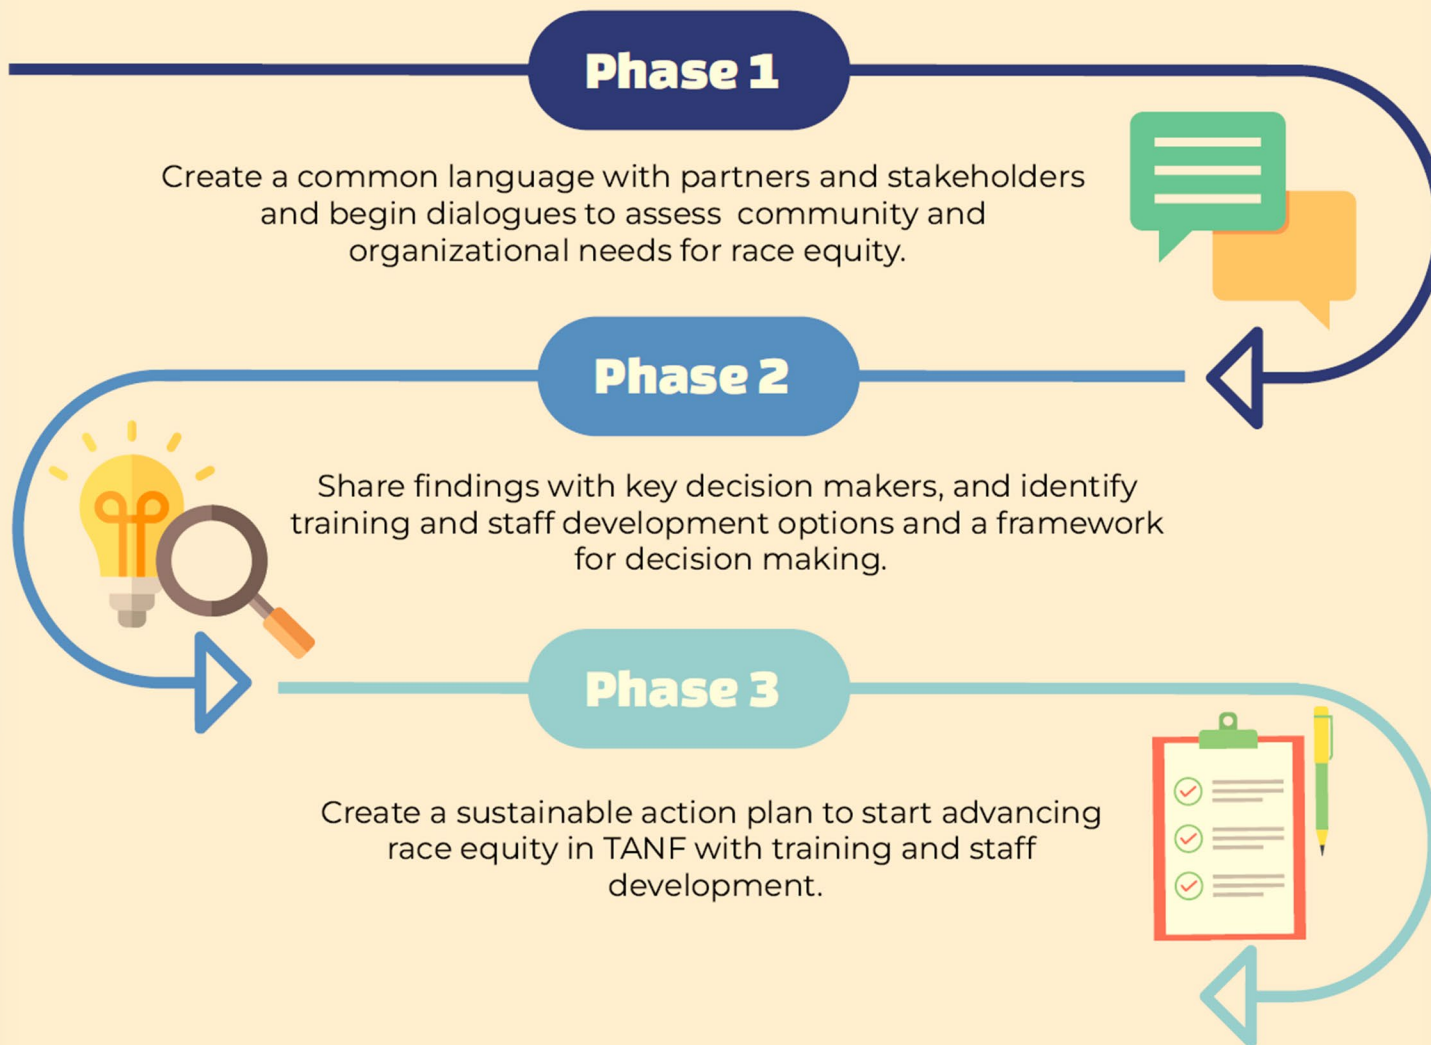 Phase 1
Create a common language with partners and stakeholders
and begin dialogues to assess  community and
organizational needs for race equity.
Phase 2
Share findings with key decision makers, and identify
training and staff development options and a framework
for decision making.
Phase 3
Create a sustainable action plan to start advancing
race equity in TANF with training and staff
development.